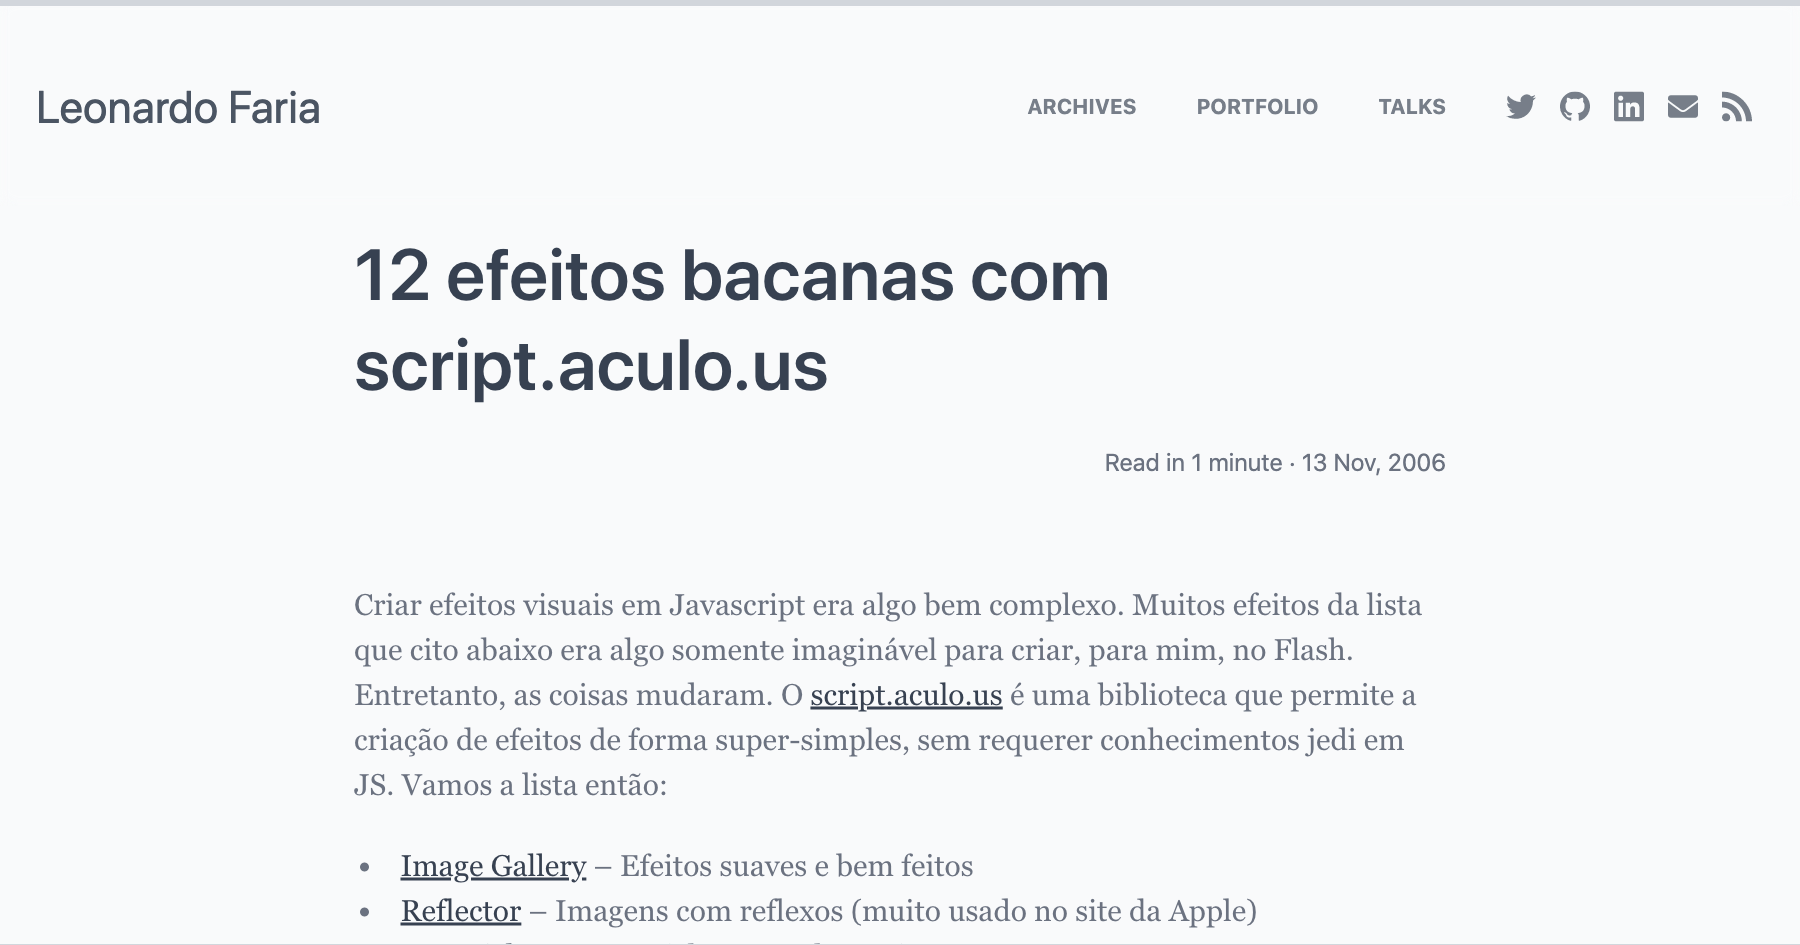 Leonardo Faria
ARCHIVES PORTFOLIO TALKS
12 efeitos bacanas com
script.aculo.us
Read in 1 minute · 13 Nov, 2006
Criar efeitos visuais em Javascript era algo bem complexo. Muitos efeitos da lista
que cito abaixo era algo somente imaginável para criar, para mim, no Flash.
Entretanto, as coisas mudaram. O script.aculo.us é uma biblioteca que permite a
criação de efeitos de forma super-simples, sem requerer conhecimentos jedi em
JS. Vamos a lista então:
• Image Gallery – Efeitos suaves e bem feitos
• Reflector – Imagens com reflexos (muito usado no site da Apple)